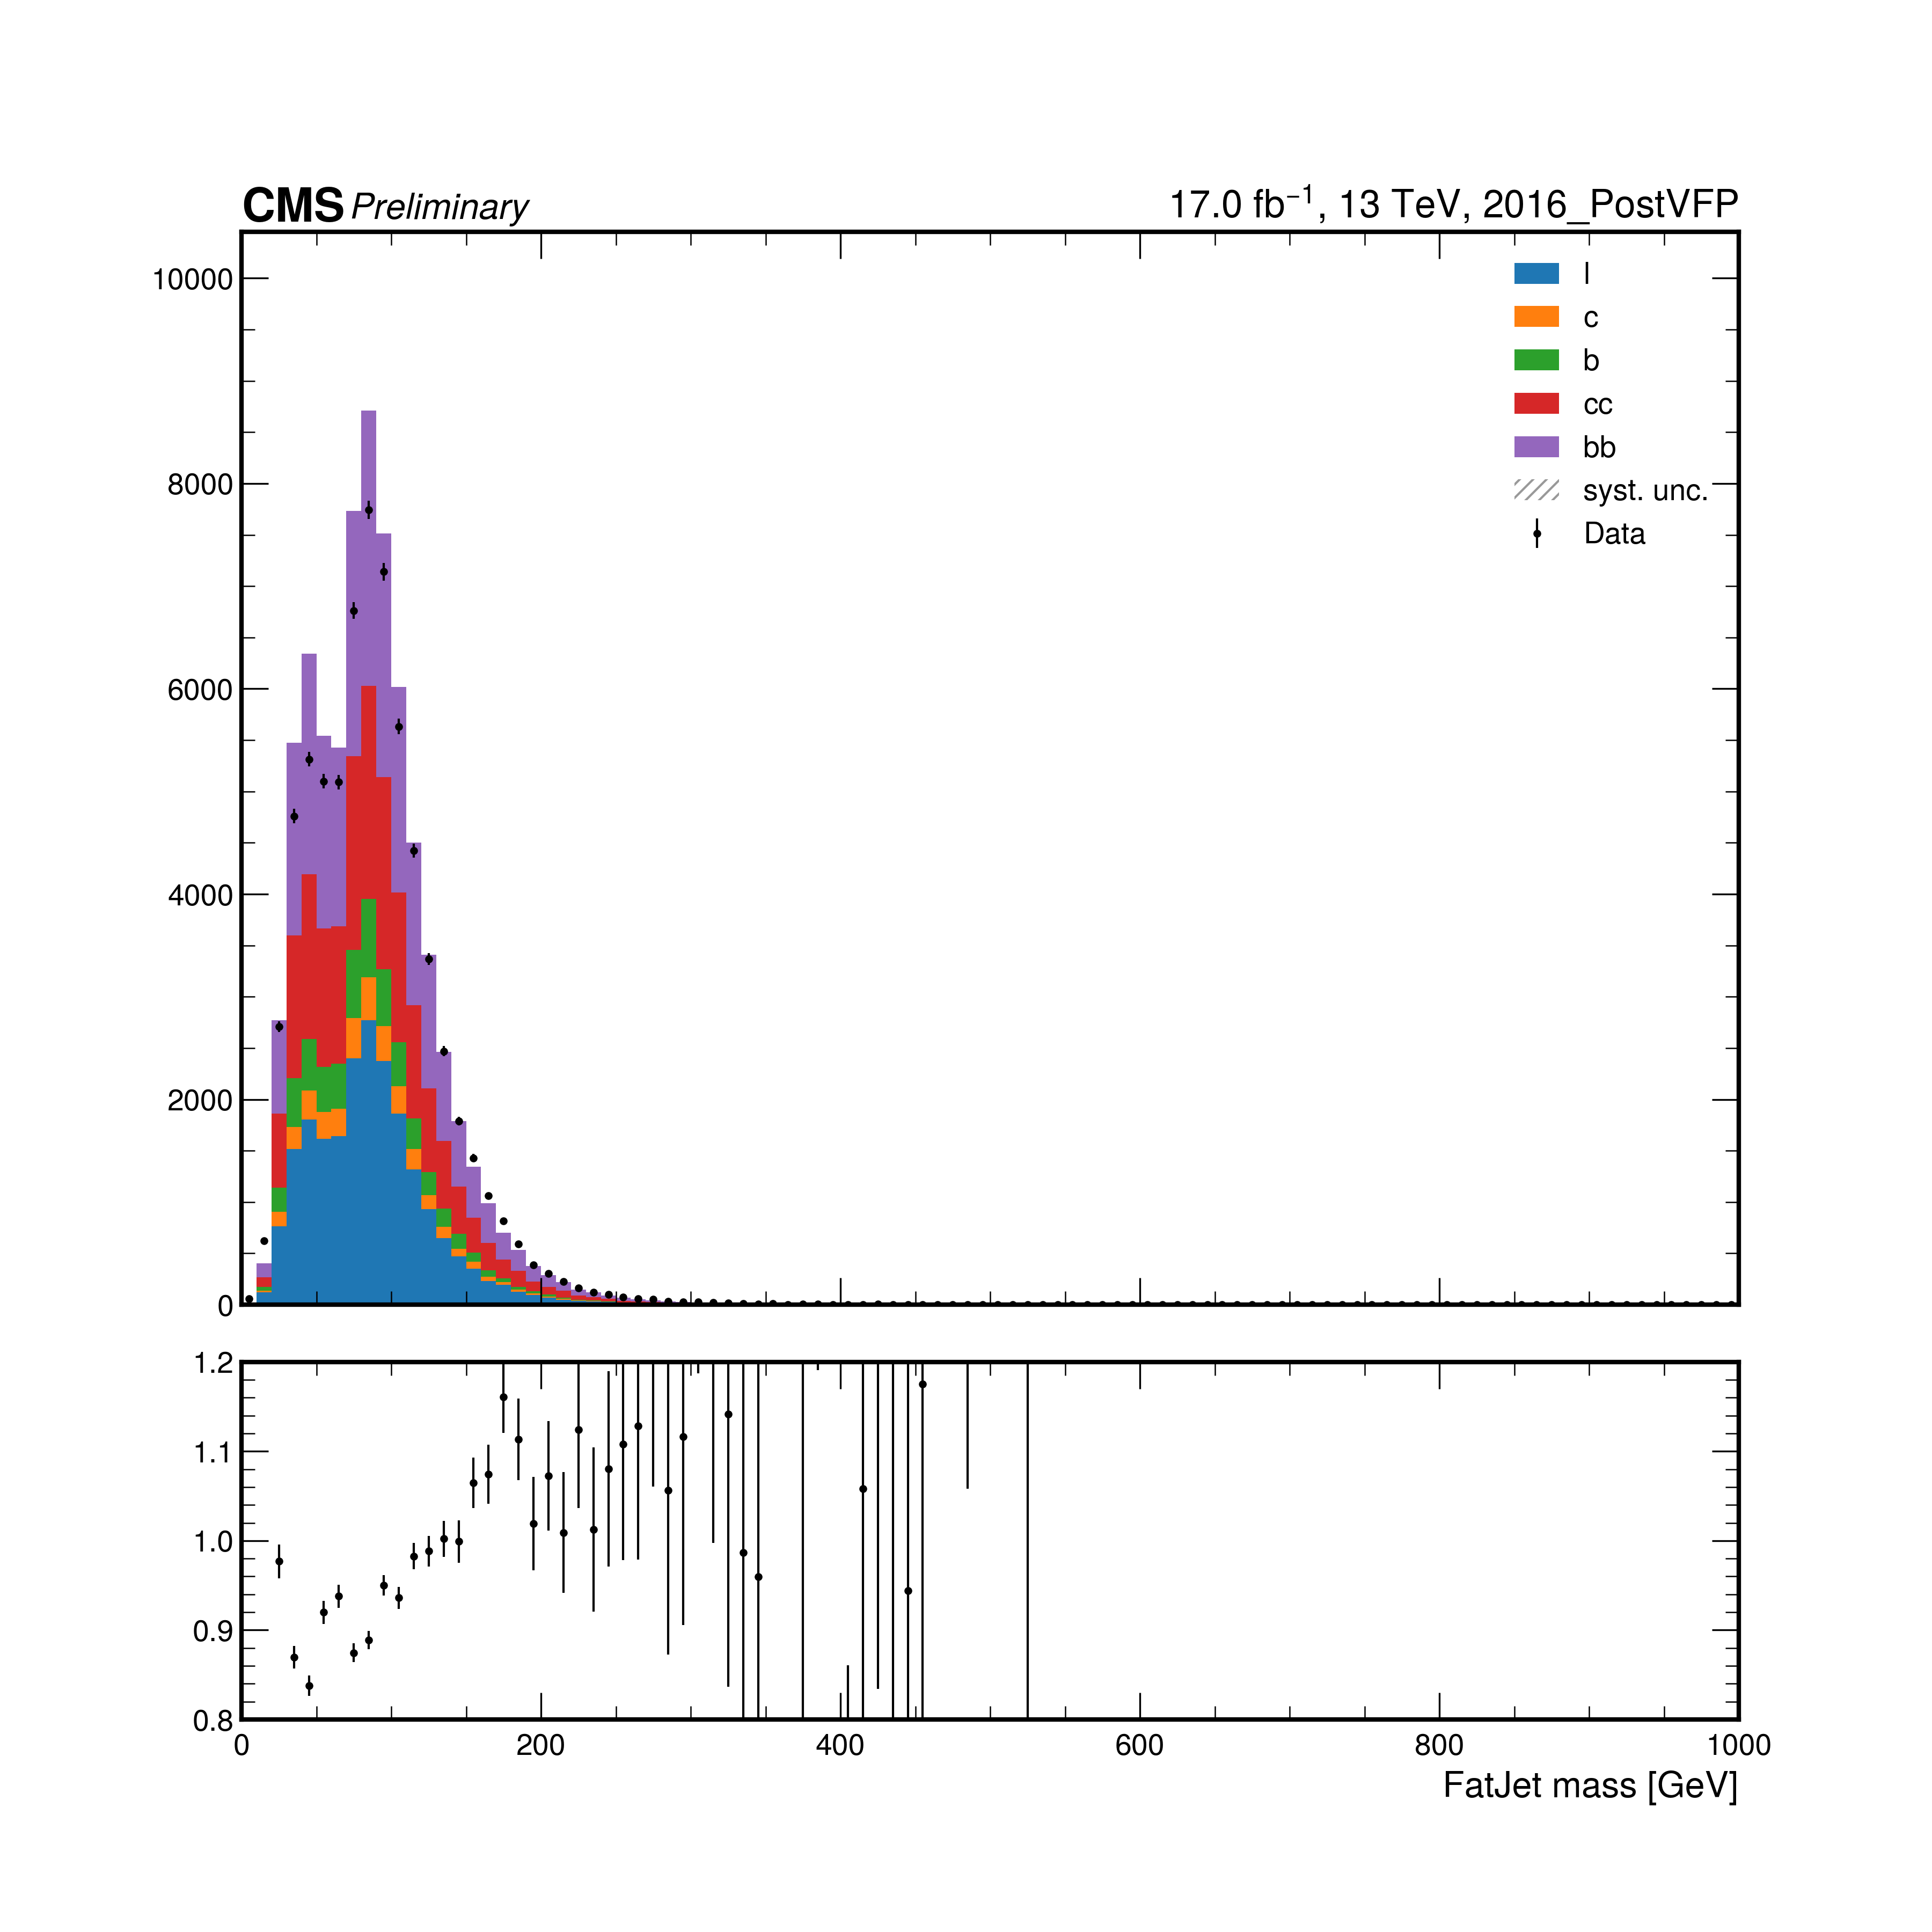 CMS Preliminary
17.0 fb⁻¹, 13 TeV, 2016_PostVFP
10000
8000
6000
4000
2000
0
l
c
b
cc
bb
syst. unc.
Data
1.2
1.1
1.0
0.9
0.8
0 200 400 600 800 1000
FatJet mass [GeV]